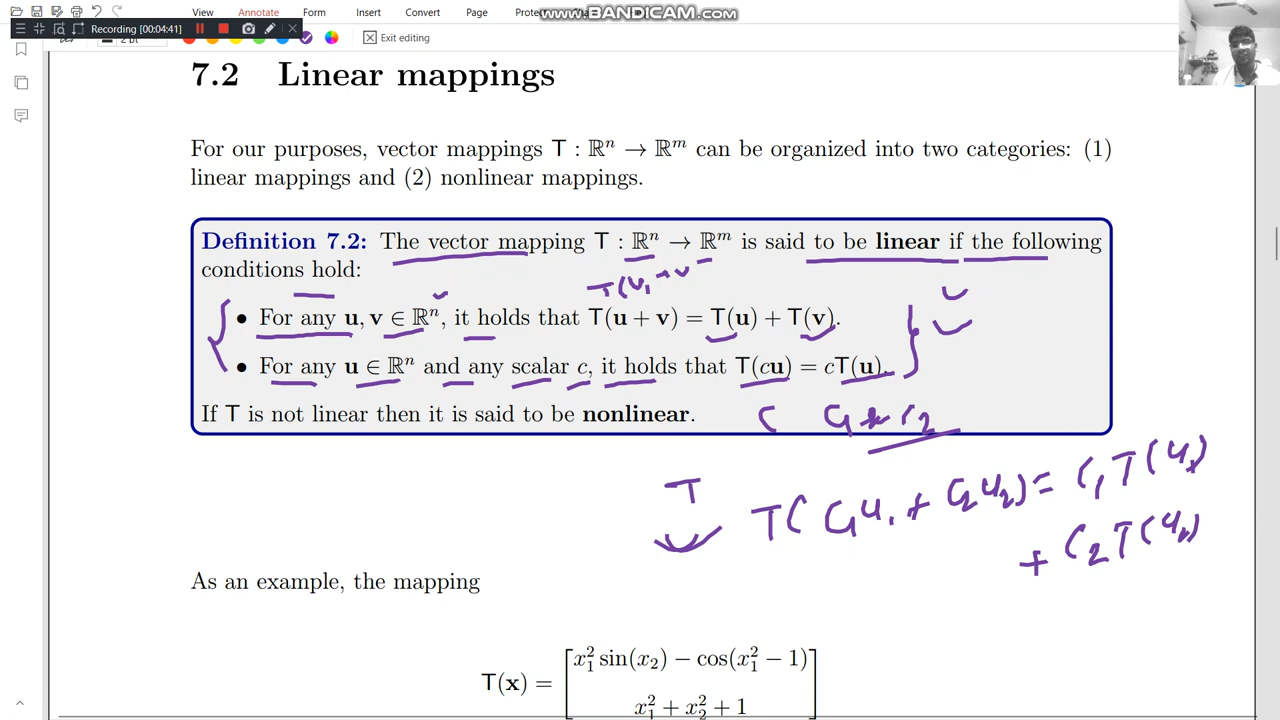 View Annotate Form Insert Convert Page
www.BANDICAM.com
Recording [00:04:41]
2 pt
Exit editing
7.2 Linear mappings
For our purposes, vector mappings T : ℝⁿ → ℝᵐ can be organized into two categories: (1)
linear mappings and (2) nonlinear mappings.
Definition 7.2: The vector mapping T : ℝⁿ → ℝᵐ is said to be linear if the following
conditions hold:
T(u₁ + v
• For any u, v ∈ ℝⁿ, it holds that T(u + v) = T(u) + T(v).
• For any u ∈ ℝⁿ and any scalar c, it holds that T(cu) = cT(u).
If T is not linear then it is said to be nonlinear.
C C₁ & C₂
T
T(C₁u₁ + C₂u₂) = C₁T(u₁)
+ C₂T(u₂)
As an example, the mapping
T(x) = [x₁² sin(x₂) − cos(x₁² − 1)
x₁² + x₂² + 1]